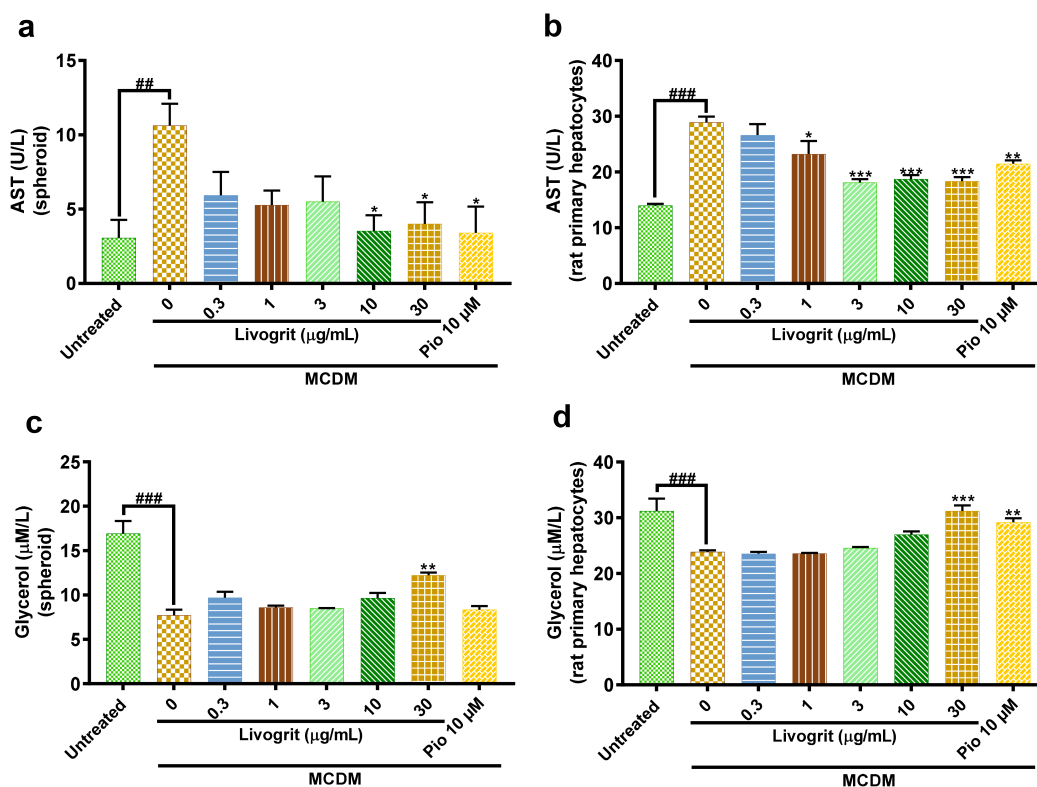 a
AST (U/L)
(spheroid)
15
10
5
0
##
*
*
*
Untreated
0
0.3
1
3
10
30
Pio 10 µM
Livogrit (µg/mL)
MCDM
b
AST (U/L)
(rat primary hepatocytes)
40
30
20
10
0
###
*
***
***
***
**
Untreated
0
0.3
1
3
10
30
Pio 10 µM
Livogrit (µg/mL)
MCDM
c
Glycerol (µM/L)
(spheroid)
25
20
15
10
5
0
###
**
Untreated
0
0.3
1
3
10
30
Pio 10 µM
Livogrit (µg/mL)
MCDM
d
Glycerol (µM/L)
(rat primary hepatocytes)
40
30
20
10
0
###
***
**
Untreated
0
0.3
1
3
10
30
Pio 10 µM
Livogrit (µg/mL)
MCDM